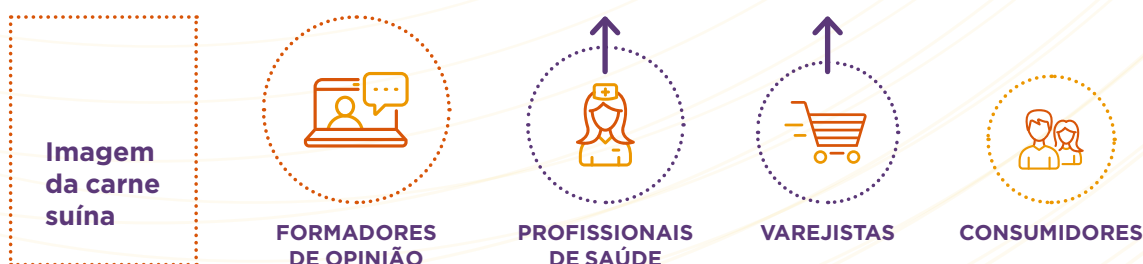 Imagem
da carne
suína
FORMADORES
DE OPINIÃO
PROFISSIONAIS
DE SAÚDE
VAREJISTAS
CONSUMIDORES